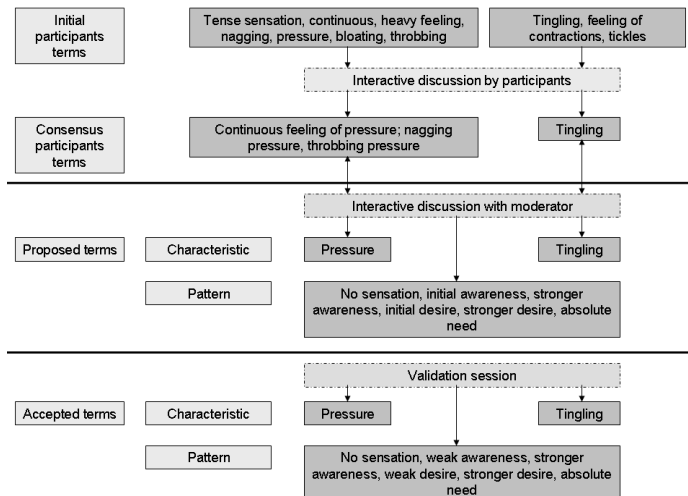 Initial
participants
terms
Tense sensation, continuous, heavy feeling,
nagging, pressure, bloating, throbbing
Tingling, feeling of
contractions, tickles
Interactive discussion by participants
Consensus
participants
terms
Continuous feeling of pressure; nagging
pressure, throbbing pressure
Tingling
Interactive discussion with moderator
Proposed terms
Characteristic
Pressure
Tingling
Pattern
No sensation, initial awareness, stronger
awareness, initial desire, stronger desire, absolute
need
Validation session
Accepted terms
Characteristic
Pressure
Tingling
Pattern
No sensation, weak awareness, stronger
awareness, weak desire, stronger desire, absolute
need